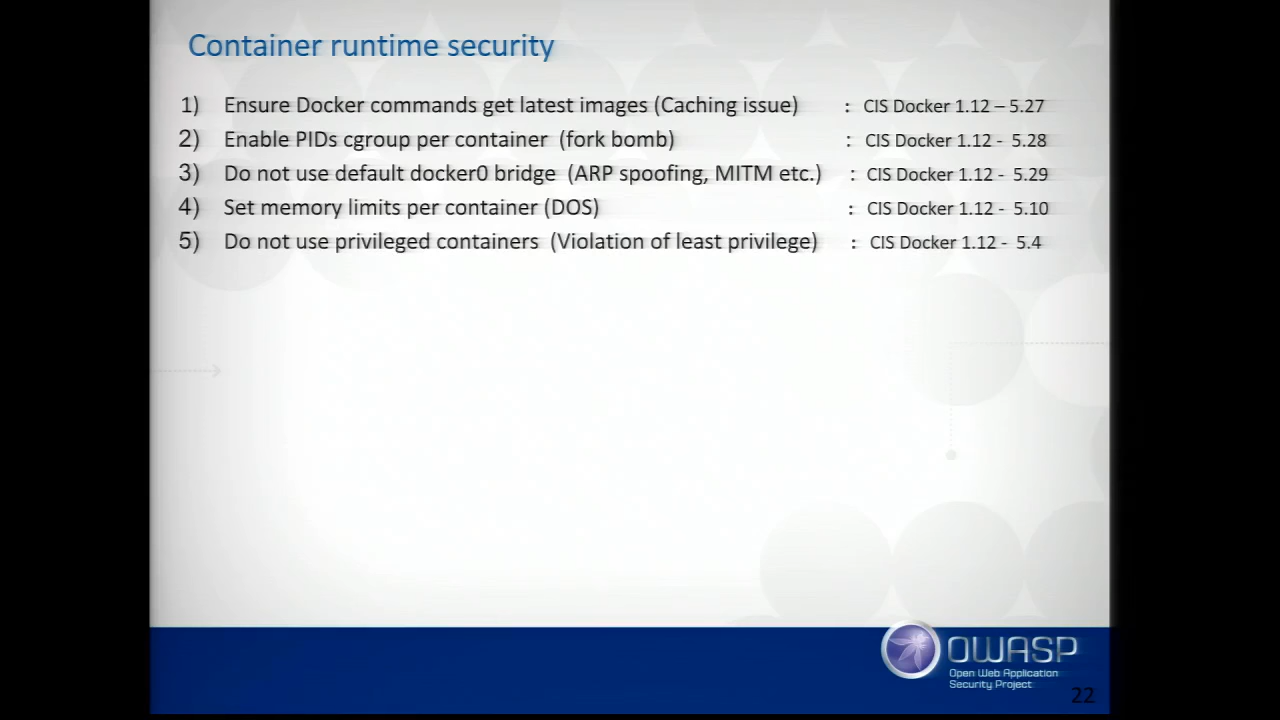 Container runtime security
1) Ensure Docker commands get latest images (Caching issue) : CIS Docker 1.12 – 5.27
2) Enable PIDs cgroup per container (fork bomb) : CIS Docker 1.12 - 5.28
3) Do not use default docker0 bridge (ARP spoofing, MITM etc.) : CIS Docker 1.12 - 5.29
4) Set memory limits per container (DOS) : CIS Docker 1.12 - 5.10
5) Do not use privileged containers (Violation of least privilege) : CIS Docker 1.12 - 5.4
OWASP
Open Web Application
Security Project
22